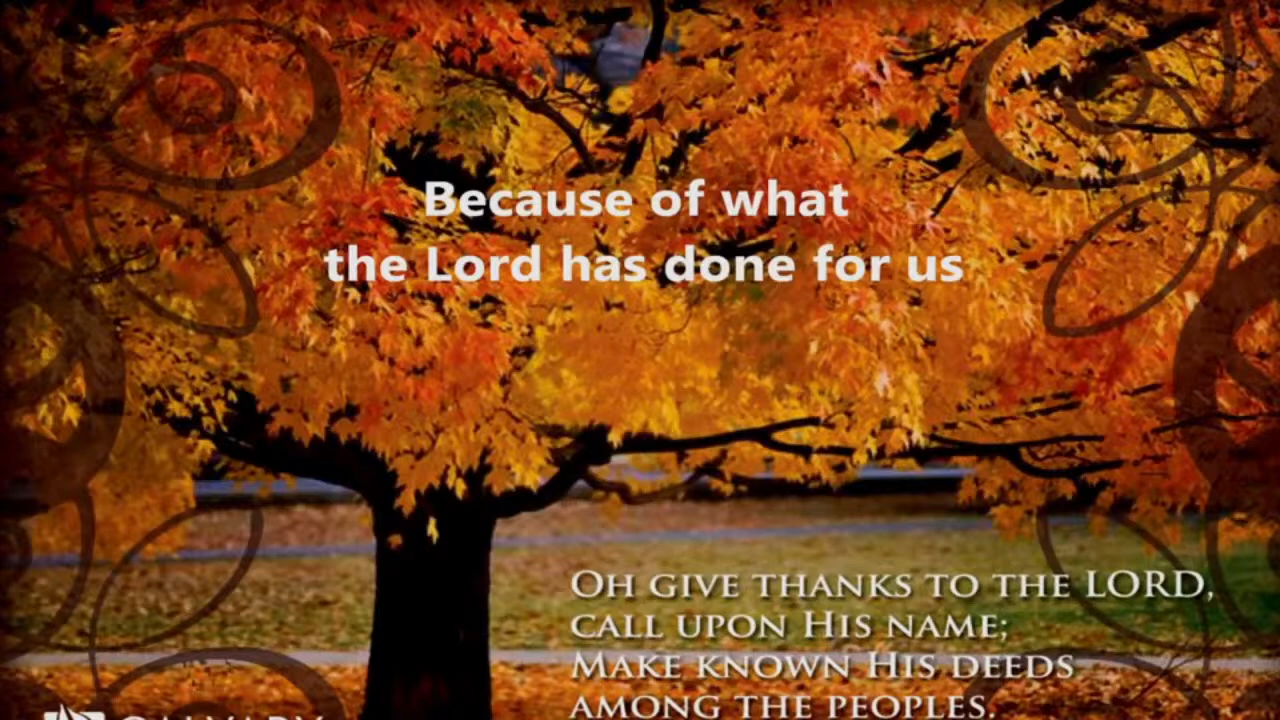 Because of what
the Lord has done for us
OH GIVE THANKS TO THE LORD,
CALL UPON HIS NAME;
MAKE KNOWN HIS DEEDS
AMONG THE PEOPLES.
CALVARY